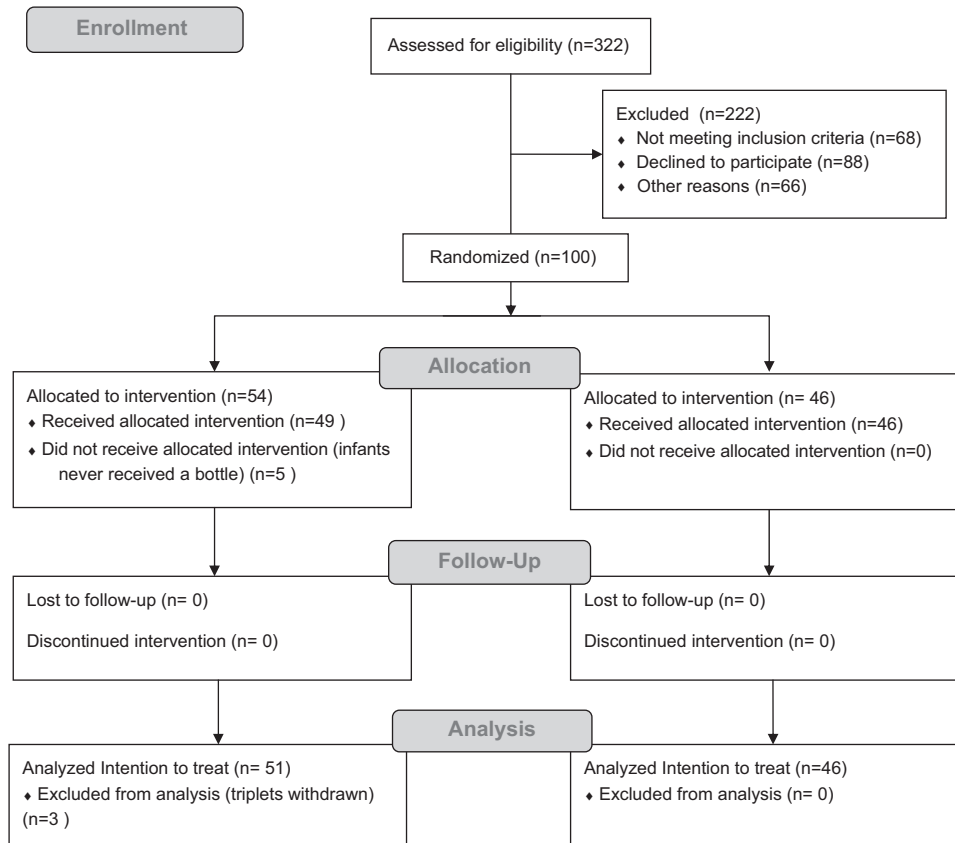 Enrollment
Assessed for eligibility (n=322)
Excluded (n=222)
♦ Not meeting inclusion criteria (n=68)
♦ Declined to participate (n=88)
♦ Other reasons (n=66)
Randomized (n=100)
Allocation
Allocated to intervention (n=54)
♦ Received allocated intervention (n=49 )
♦ Did not receive allocated intervention (infants
never received a bottle) (n=5 )
Allocated to intervention (n= 46)
♦ Received allocated intervention (n=46)
♦ Did not receive allocated intervention (n=0)
Follow-Up
Lost to follow-up (n= 0)
Discontinued intervention (n= 0)
Lost to follow-up (n= 0)
Discontinued intervention (n= 0)
Analysis
Analyzed Intention to treat (n= 51)
♦ Excluded from analysis (triplets withdrawn)
(n=3 )
Analyzed Intention to treat (n=46)
♦ Excluded from analysis (n= 0)